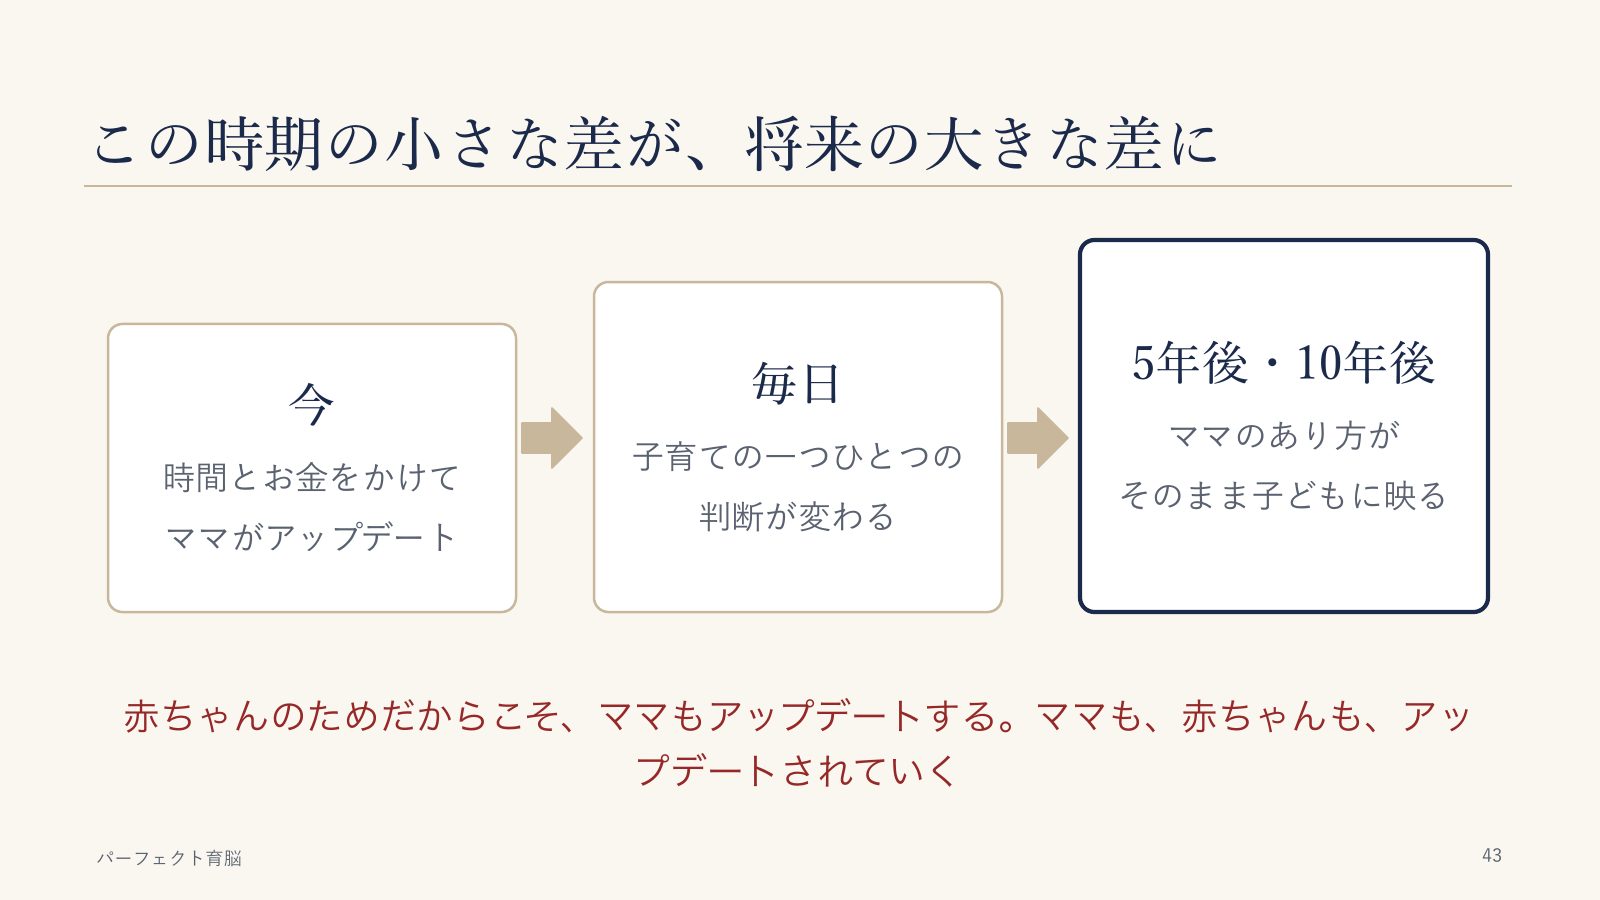 この時期の小さな差が、将来の大きな差に
今
時間とお金をかけて
ママがアップデート
毎日
子育ての一つひとつの
判断が変わる
5年後・10年後
ママのあり方が
そのまま子どもに映る
赤ちゃんのためだからこそ、ママもアップデートする。ママも、赤ちゃんも、アッ
プデートされていく
パーフェクト育脳
43